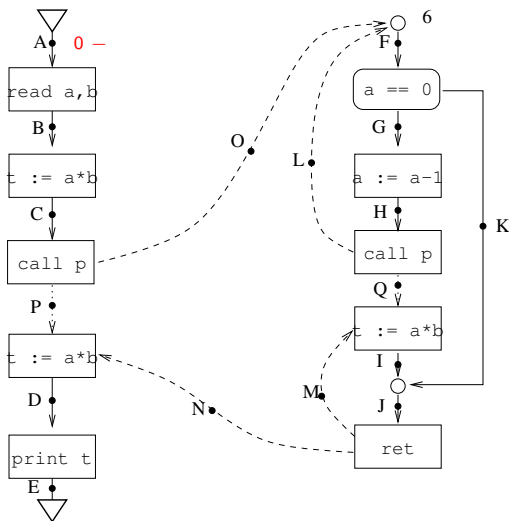 A
0 –
read a,b
B
t := a*b
C
call p
P
t := a*b
D
print t
E
O
L
N
M
6
F
a == 0
G
a := a-1
H
call p
Q
t := a*b
I
J
ret
K